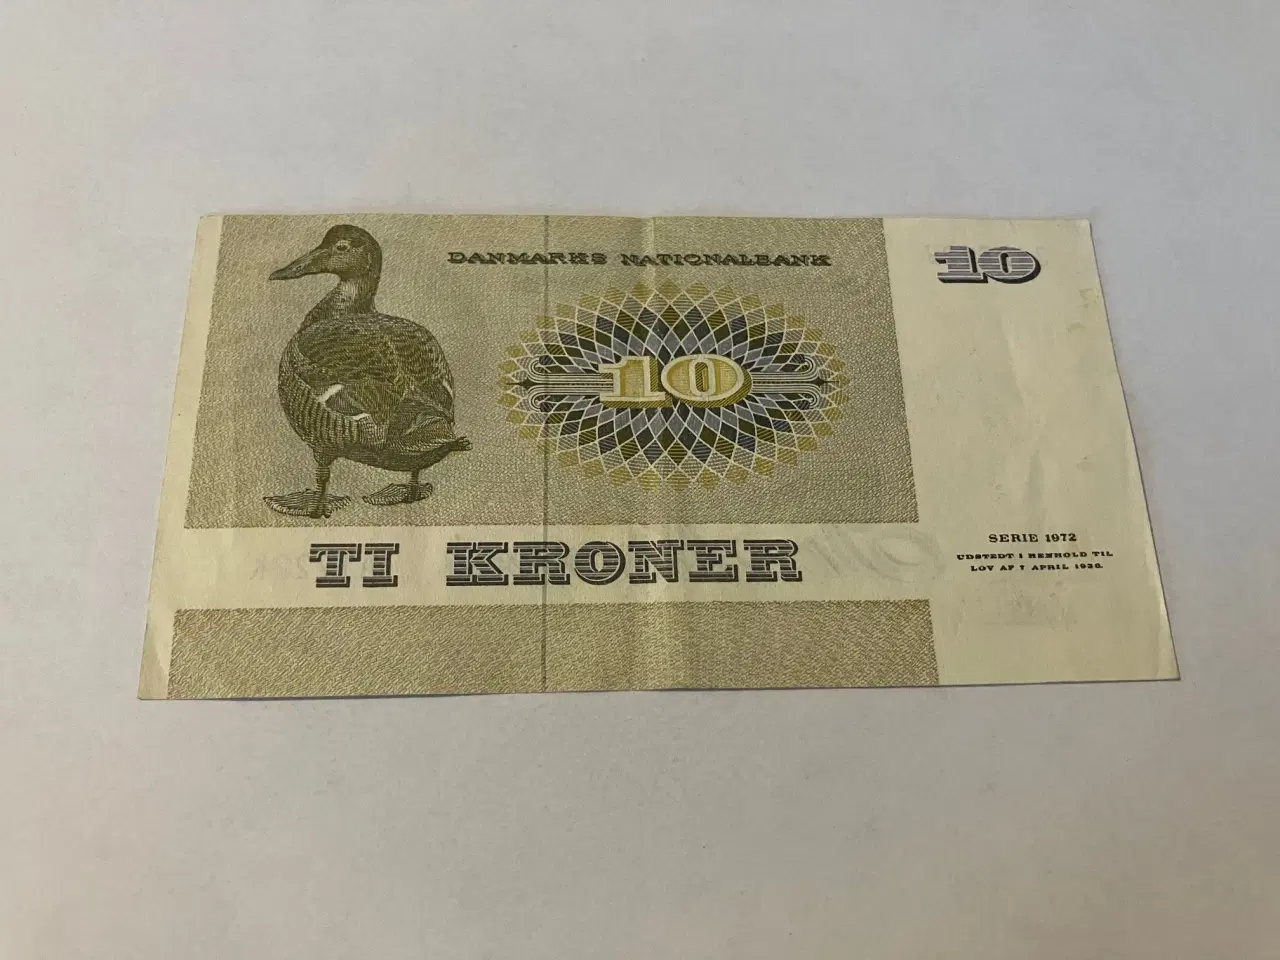 DANMARKS NATIONALBANK
10
10
TI KRONER
SERIE 1972
UDSTEDT I HENHOLD TIL
LOV AF 7 APRIL 1936.